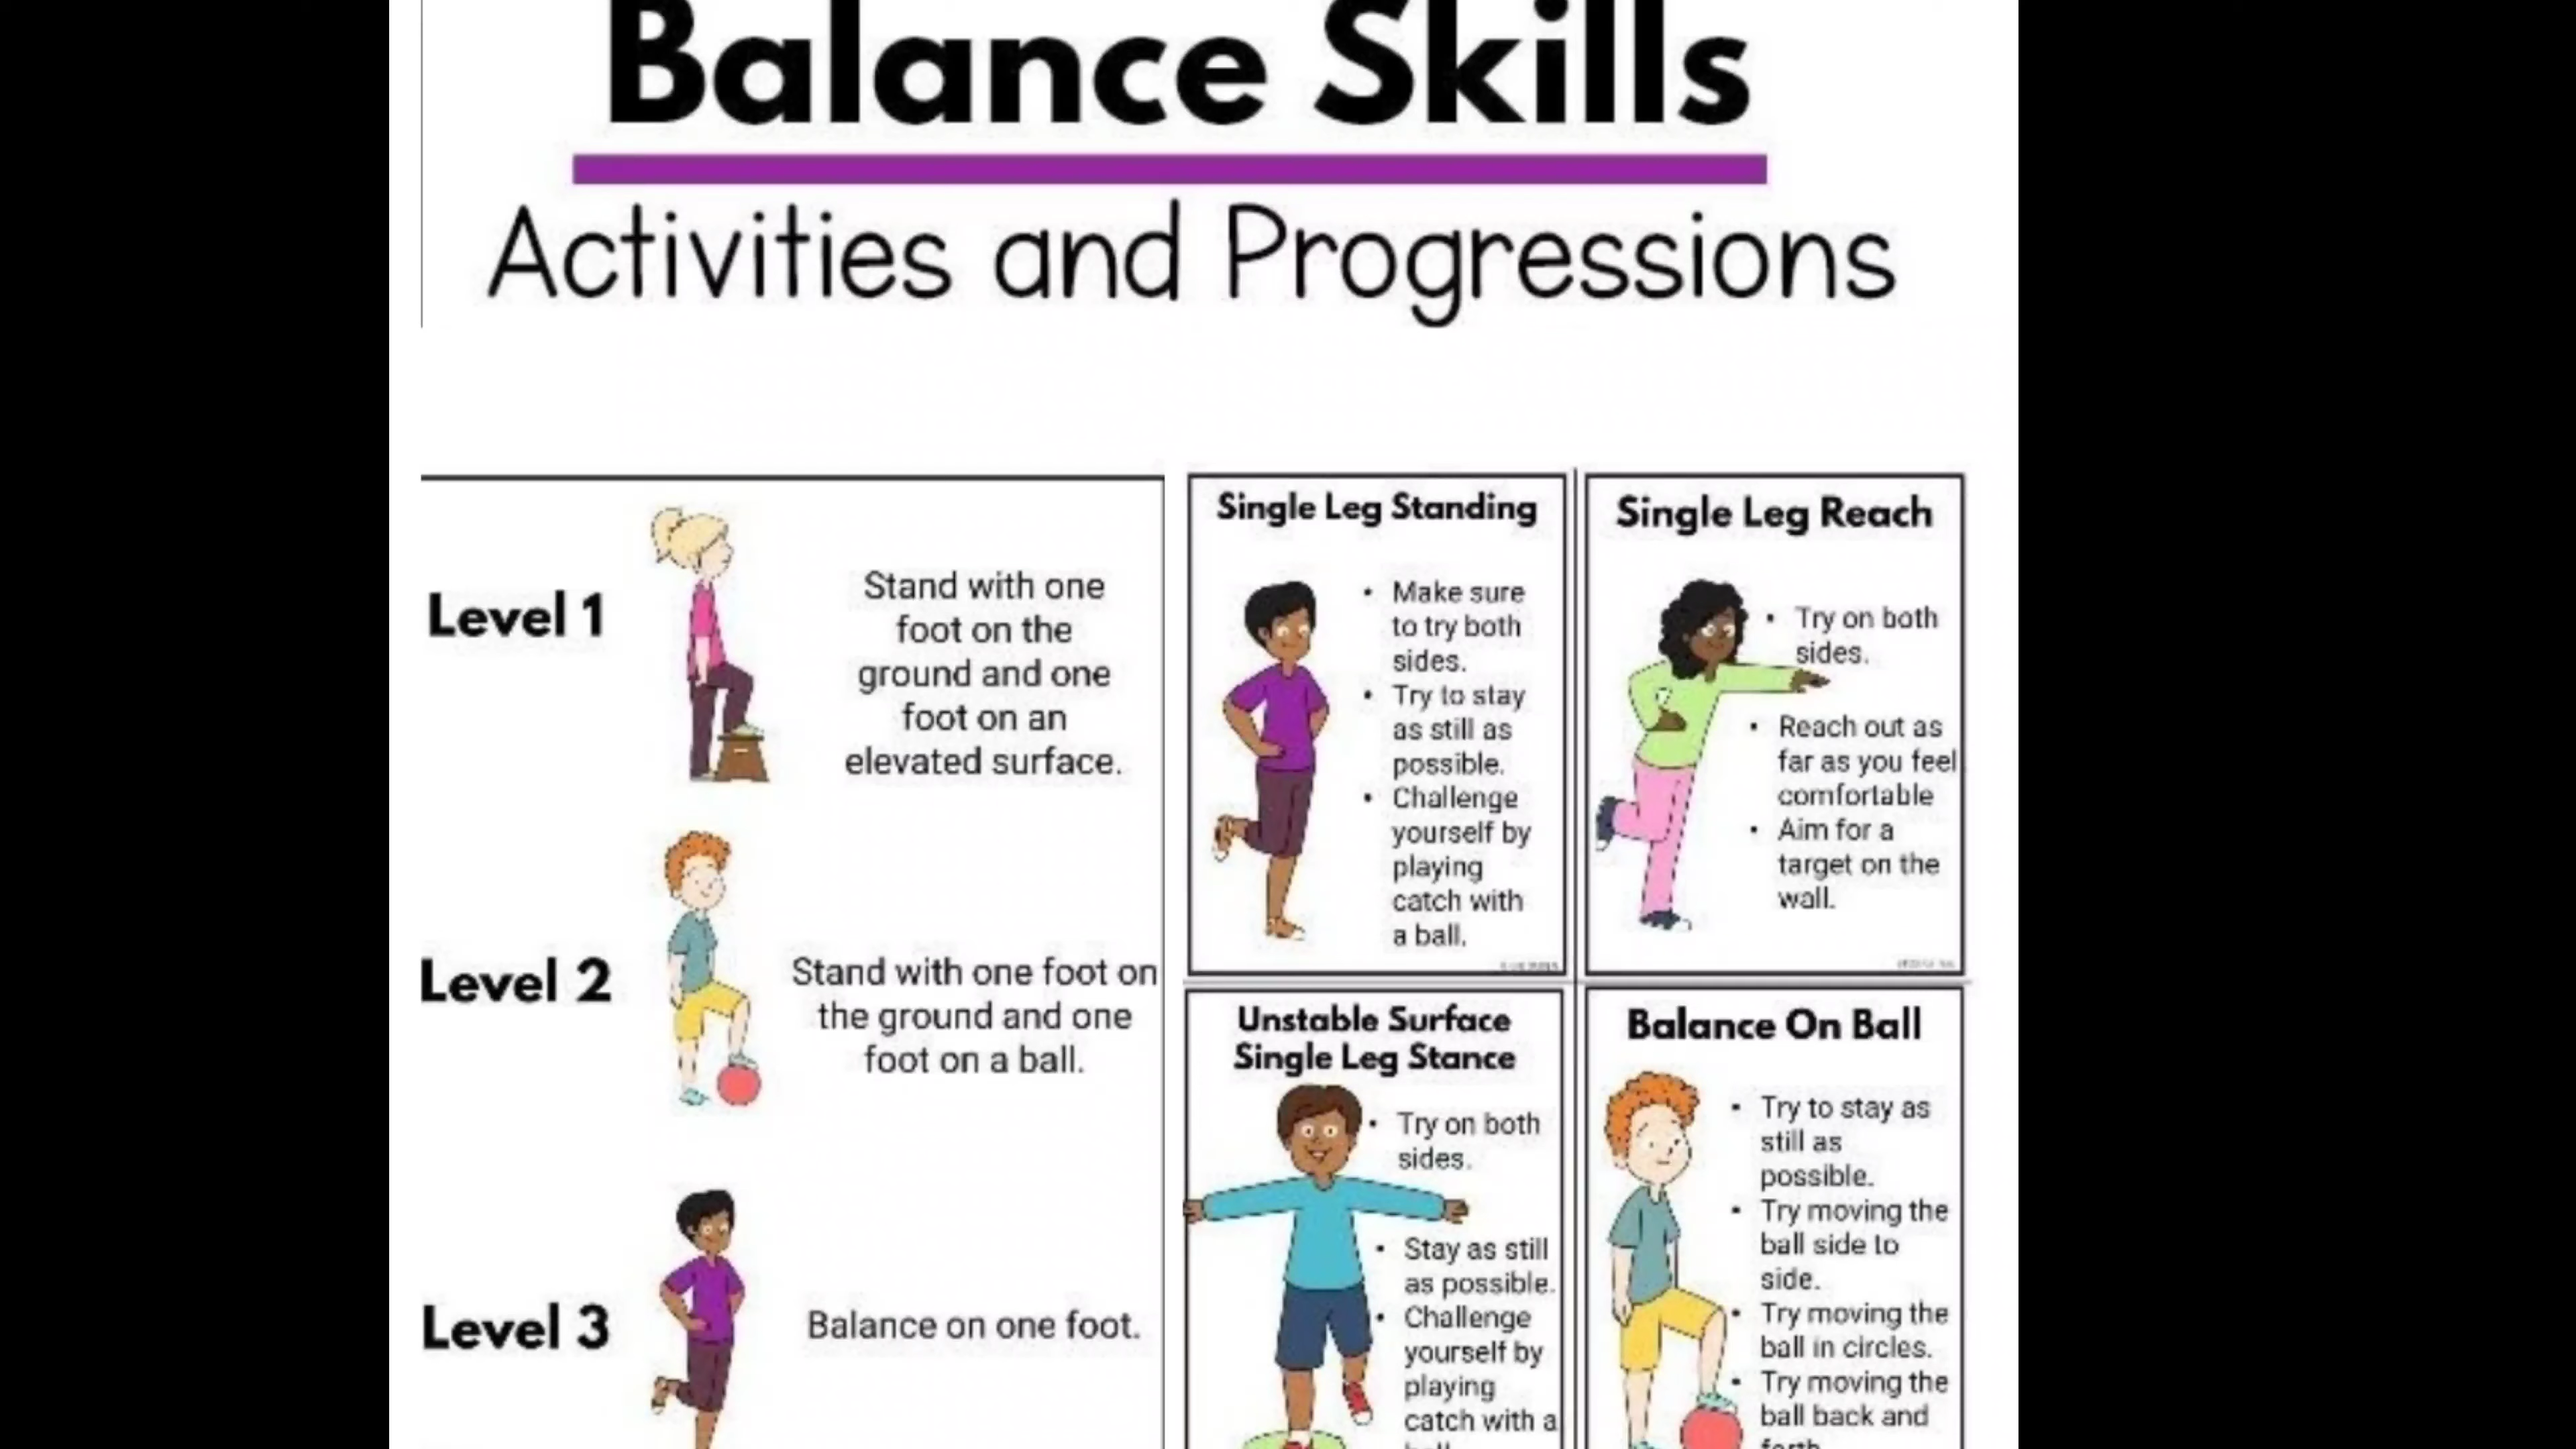 Balance Skills
Activities and Progressions
Level 1
Stand with one
foot on the
ground and one
foot on an
elevated surface.
Level 2
Stand with one foot on
the ground and one
foot on a ball.
Level 3
Balance on one foot.
Single Leg Standing
• Make sure
to try both
sides.
• Try to stay
as still as
possible.
• Challenge
yourself by
playing
catch with
a ball.
Single Leg Reach
• Try on both
sides.
• Reach out as
far as you feel
comfortable
• Aim for a
target on the
wall.
Unstable Surface
Single Leg Stance
• Try on both
sides.
• Stay as still
as possible.
• Challenge
yourself by
playing
catch with a
Balance On Ball
• Try to stay as
still as
possible.
• Try moving the
ball side to
side.
• Try moving the
ball in circles.
• Try moving the
ball back and